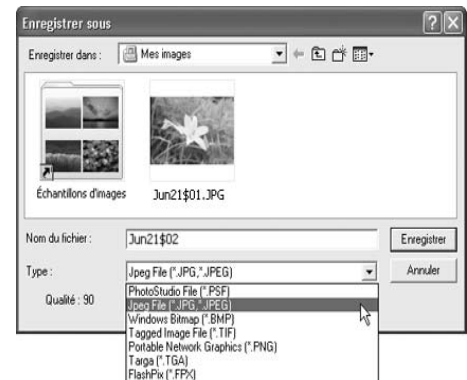 Enregistrer sous
Enregistrer dans : Mes images
Échantillons d'images
Jun21$01.JPG
Nom du fichier : Jun21$02 Enregistrer
Type : Jpeg File (*.JPG,*.JPEG) Annuler
Qualité : 90
PhotoStudio File (*.PSF)
Jpeg File (*.JPG,*.JPEG)
Windows Bitmap (*.BMP)
Tagged Image File (*.TIF)
Portable Network Graphics (*.PNG)
Targa (*.TGA)
FlashPix (*.FPX)